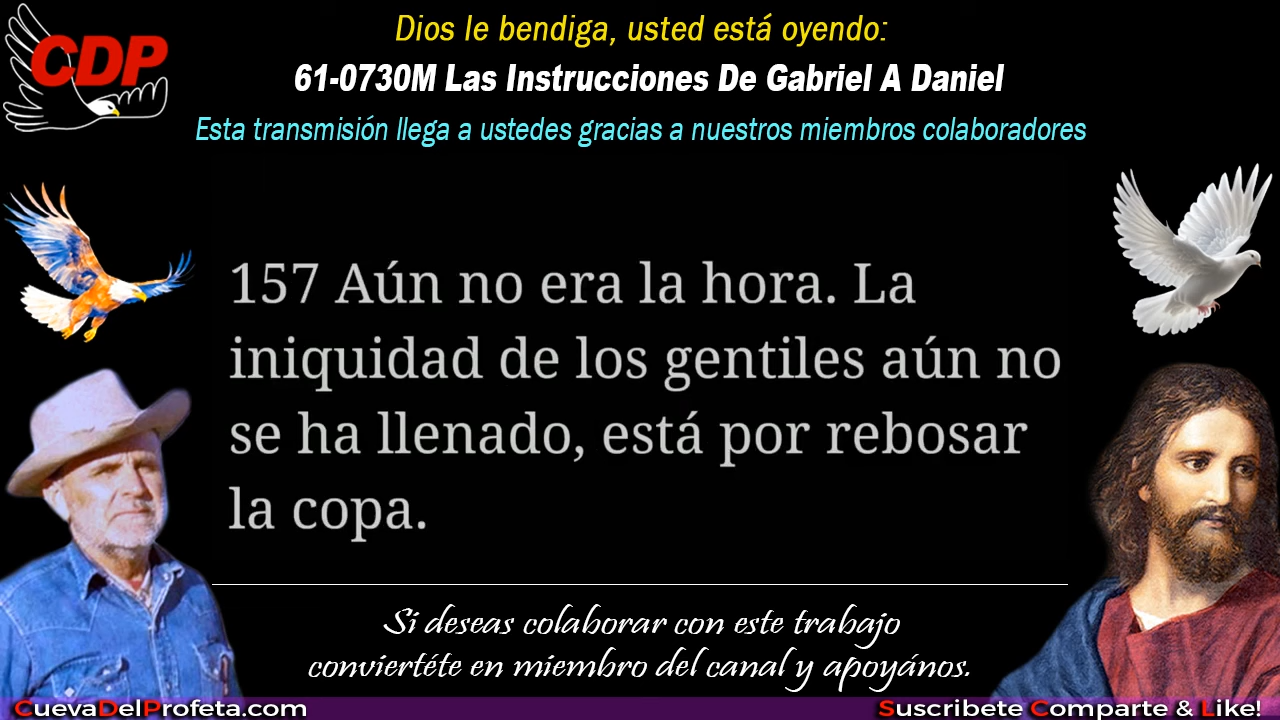 CDP
Dios le bendiga, usted está oyendo:
61-0730M Las Instrucciones De Gabriel A Daniel
Esta transmisión llega a ustedes gracias a nuestros miembros colaboradores
157 Aún no era la hora. La
iniquidad de los gentiles aún no
se ha llenado, está por rebosar
la copa.
Si deseas colaborar con este trabajo
conviertéte en miembro del canal y apoyános.
CuevaDelProfeta.com
Suscribete Comparte & Like!